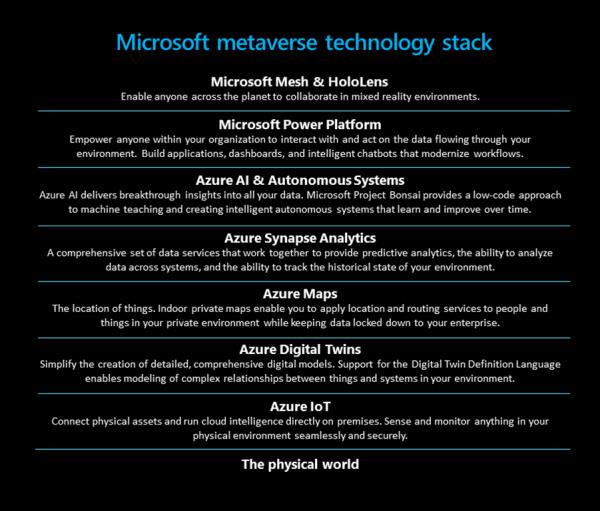 Microsoft metaverse technology stack
Microsoft Mesh & HoloLens
Enable anyone across the planet to collaborate in mixed reality environments.
Microsoft Power Platform
Empower anyone within your organization to interact with and act on the data flowing through your
environment. Build applications, dashboards, and intelligent chatbots that modernize workflows.
Azure AI & Autonomous Systems
Azure AI delivers breakthrough insights into all your data. Microsoft Project Bonsai provides a low-code approach
to machine teaching and creating intelligent autonomous systems that learn and improve over time.
Azure Synapse Analytics
A comprehensive set of data services that work together to provide predictive analytics, the ability to analyze
data across systems, and the ability to track the historical state of your environment.
Azure Maps
The location of things. Indoor private maps enable you to apply location and routing services to people and
things in your private environment while keeping data locked down to your enterprise.
Azure Digital Twins
Simplify the creation of detailed, comprehensive digital models. Support for the Digital Twin Definition Language
enables modeling of complex relationships between things and systems in your environment.
Azure IoT
Connect physical assets and run cloud intelligence directly on premises. Sense and monitor anything in your
physical environment seamlessly and securely.
The physical world